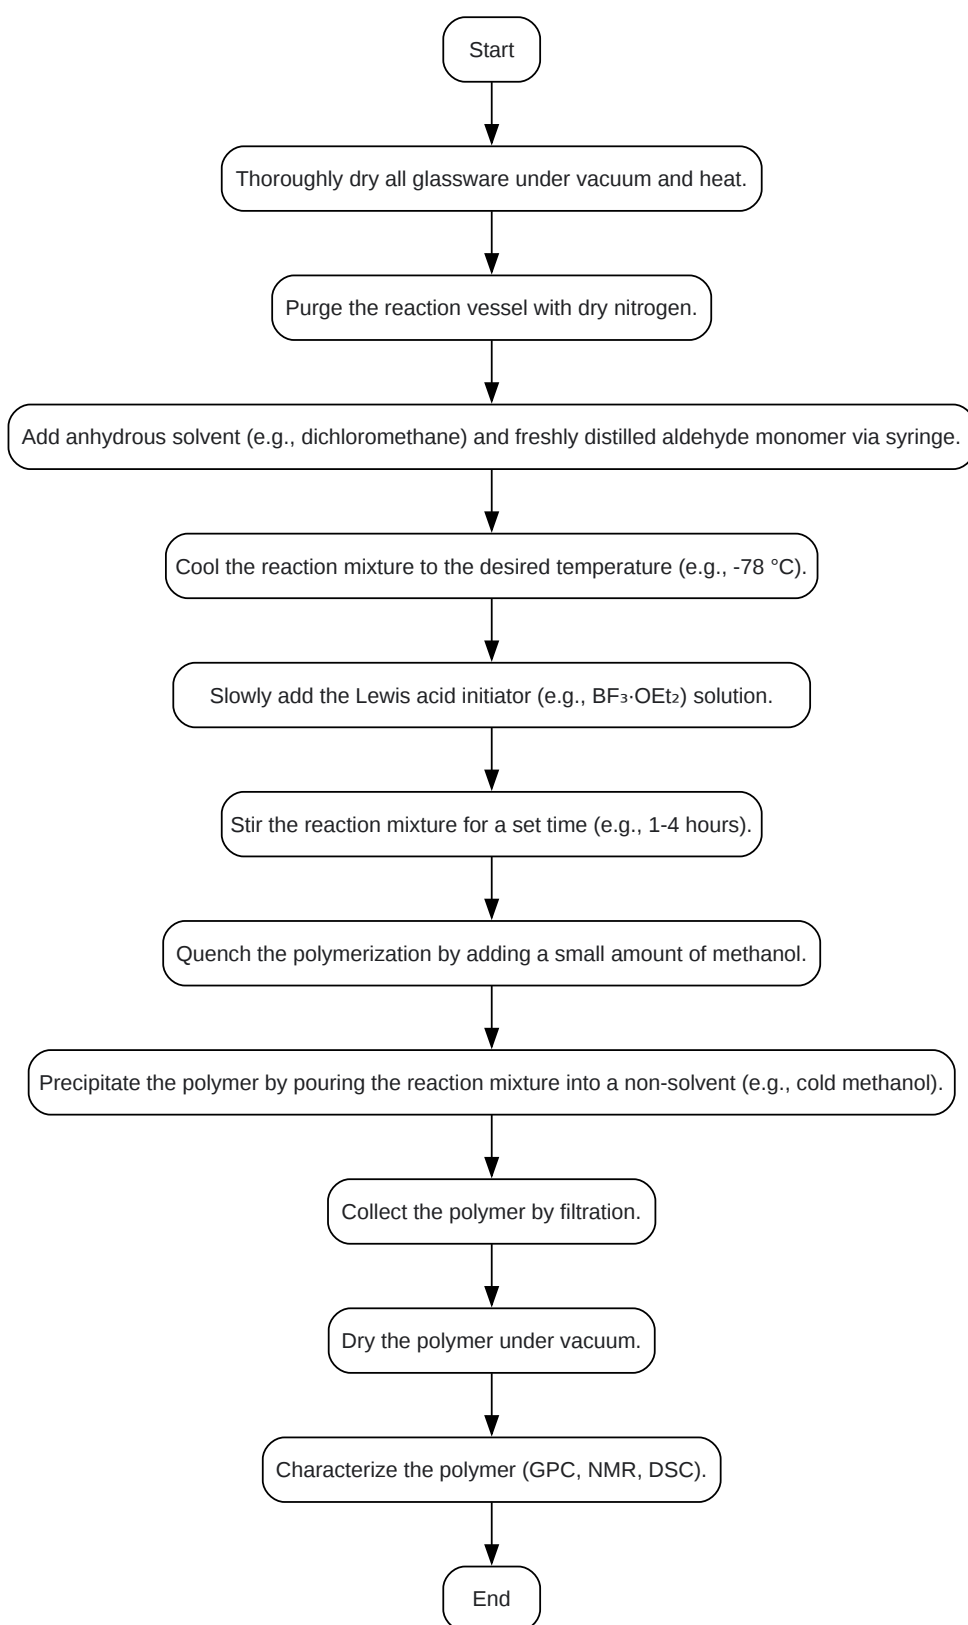 Start
Thoroughly dry all glassware under vacuum and heat.
Purge the reaction vessel with dry nitrogen.
Add anhydrous solvent (e.g., dichloromethane) and freshly distilled aldehyde monomer via syringe.
Cool the reaction mixture to the desired temperature (e.g., -78 °C).
Slowly add the Lewis acid initiator (e.g., BF₃·OEt₂) solution.
Stir the reaction mixture for a set time (e.g., 1-4 hours).
Quench the polymerization by adding a small amount of methanol.
Precipitate the polymer by pouring the reaction mixture into a non-solvent (e.g., cold methanol).
Collect the polymer by filtration.
Dry the polymer under vacuum.
Characterize the polymer (GPC, NMR, DSC).
End